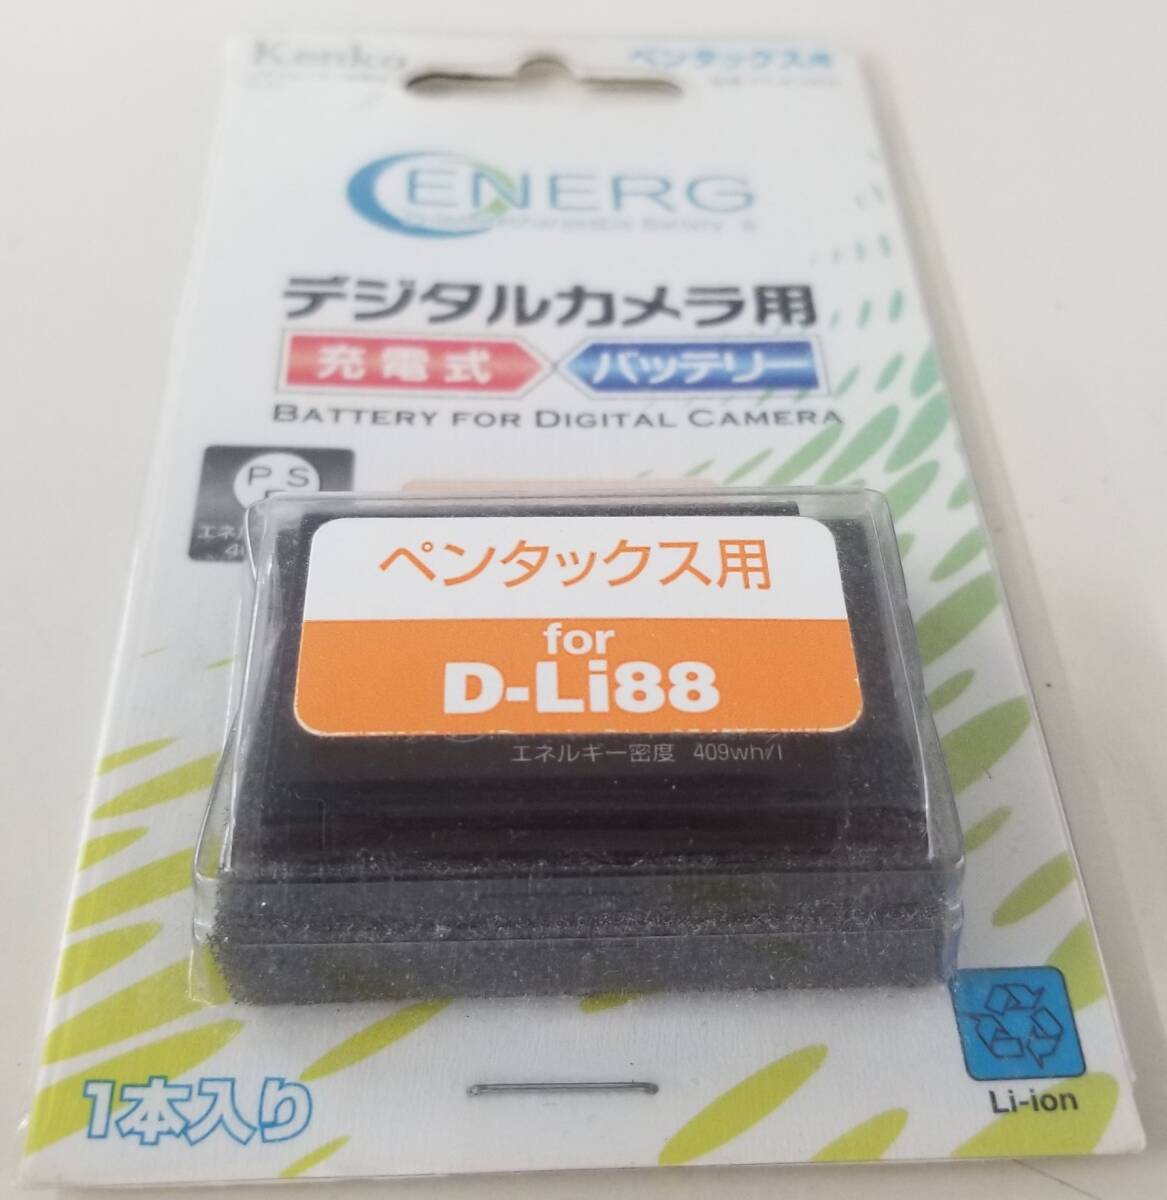 Kenko
ペンタックス用
ENERG
デジタルカメラ用
充電式
バッテリー
BATTERY FOR DIGITAL CAMERA
PS
ペンタックス用
for
D-Li88
エネルギー密度 409wh/l
1本入り
Li-ion